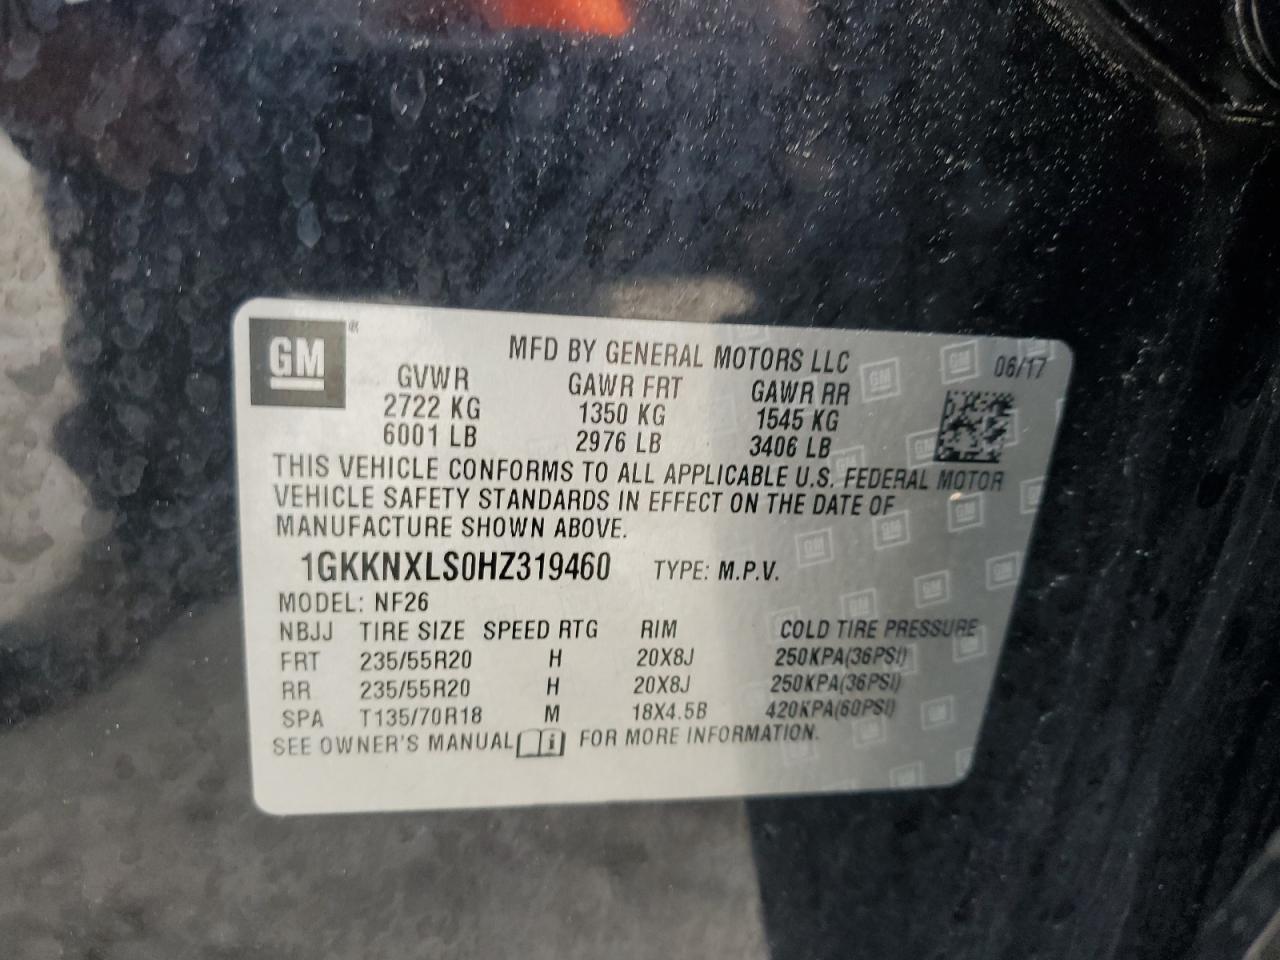 GM ®
MFD BY GENERAL MOTORS LLC 06/17
GVWR GAWR FRT GAWR RR
2722 KG 1350 KG 1545 KG
6001 LB 2976 LB 3406 LB
THIS VEHICLE CONFORMS TO ALL APPLICABLE U.S. FEDERAL MOTOR
VEHICLE SAFETY STANDARDS IN EFFECT ON THE DATE OF
MANUFACTURE SHOWN ABOVE.
1GKKNXLS0HZ319460 TYPE: M.P.V.
MODEL: NF26
NBJJ TIRE SIZE SPEED RTG RIM COLD TIRE PRESSURE
FRT 235/55R20 H 20X8J 250KPA(36PSI)
RR 235/55R20 H 20X8J 250KPA(36PSI)
SPA T135/70R18 M 18X4.5B 420KPA(60PSI)
SEE OWNER'S MANUAL i FOR MORE INFORMATION.